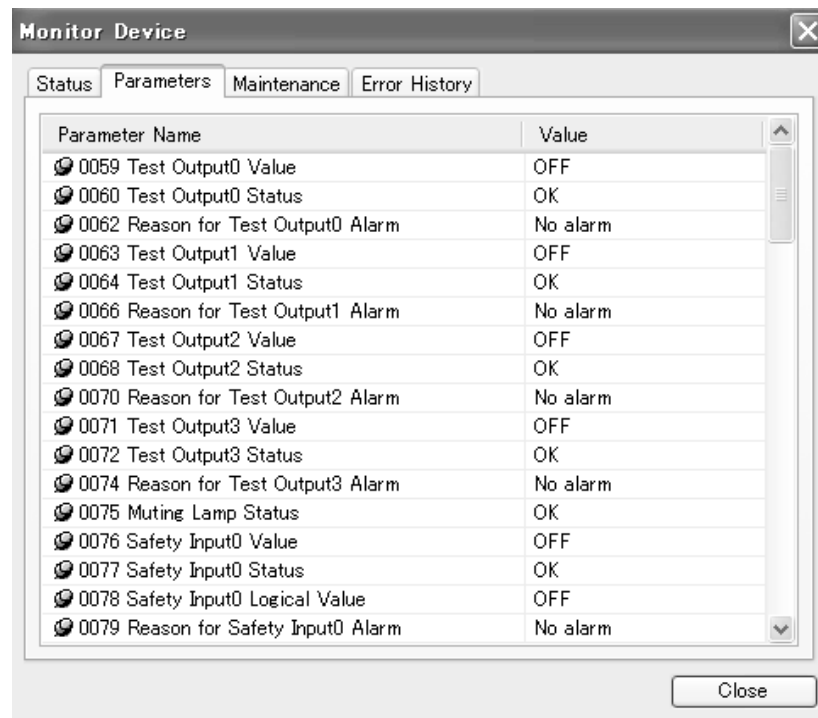 Monitor Device
Status Parameters Maintenance Error History
Parameter Name Value
0059 Test Output0 Value OFF
0060 Test Output0 Status OK
0062 Reason for Test Output0 Alarm No alarm
0063 Test Output1 Value OFF
0064 Test Output1 Status OK
0066 Reason for Test Output1 Alarm No alarm
0067 Test Output2 Value OFF
0068 Test Output2 Status OK
0070 Reason for Test Output2 Alarm No alarm
0071 Test Output3 Value OFF
0072 Test Output3 Status OK
0074 Reason for Test Output3 Alarm No alarm
0075 Muting Lamp Status OK
0076 Safety Input0 Value OFF
0077 Safety Input0 Status OK
0078 Safety Input0 Logical Value OFF
0079 Reason for Safety Input0 Alarm No alarm
Close